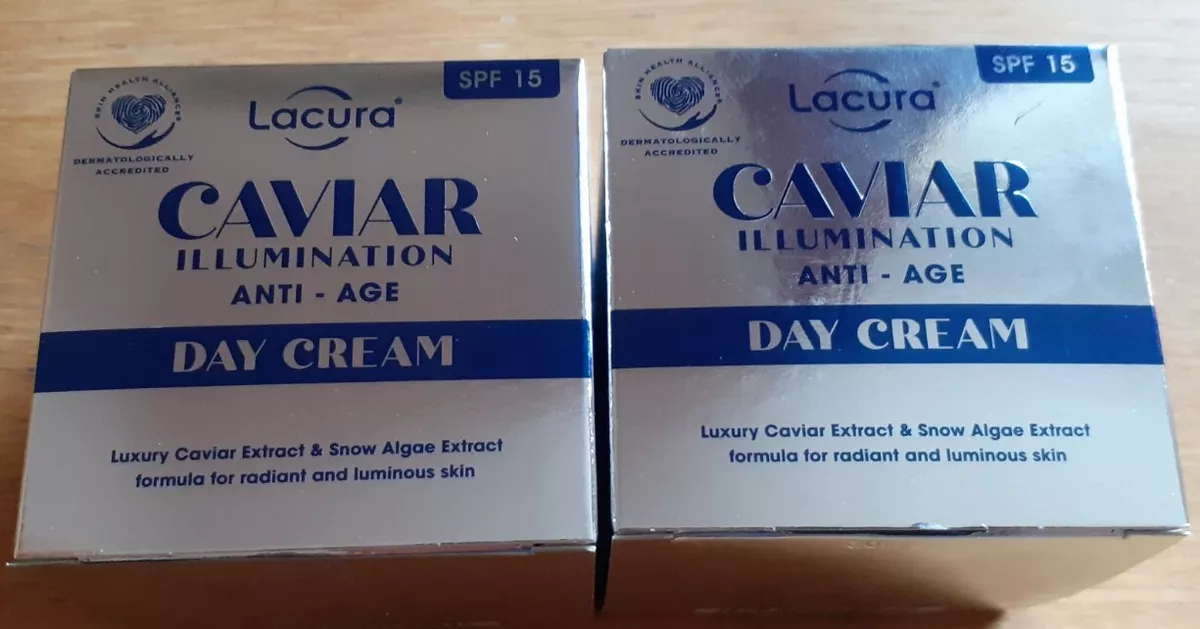 SKIN HEALTH ALLIANCE
DERMATOLOGICALLY
ACCREDITED
Lacura®
SPF 15
CAVIAR
ILLUMINATION
ANTI - AGE
DAY CREAM
Luxury Caviar Extract & Snow Algae Extract
formula for radiant and luminous skin
SKIN HEALTH ALLIANCE
DERMATOLOGICALLY
ACCREDITED
Lacura®
SPF 15
CAVIAR
ILLUMINATION
ANTI - AGE
DAY CREAM
Luxury Caviar Extract & Snow Algae Extract
formula for radiant and luminous skin